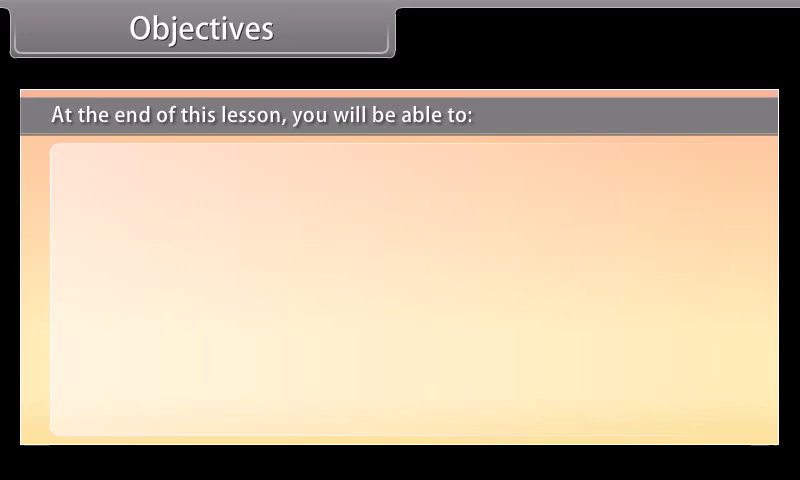 Objectives
At the end of this lesson, you will be able to: